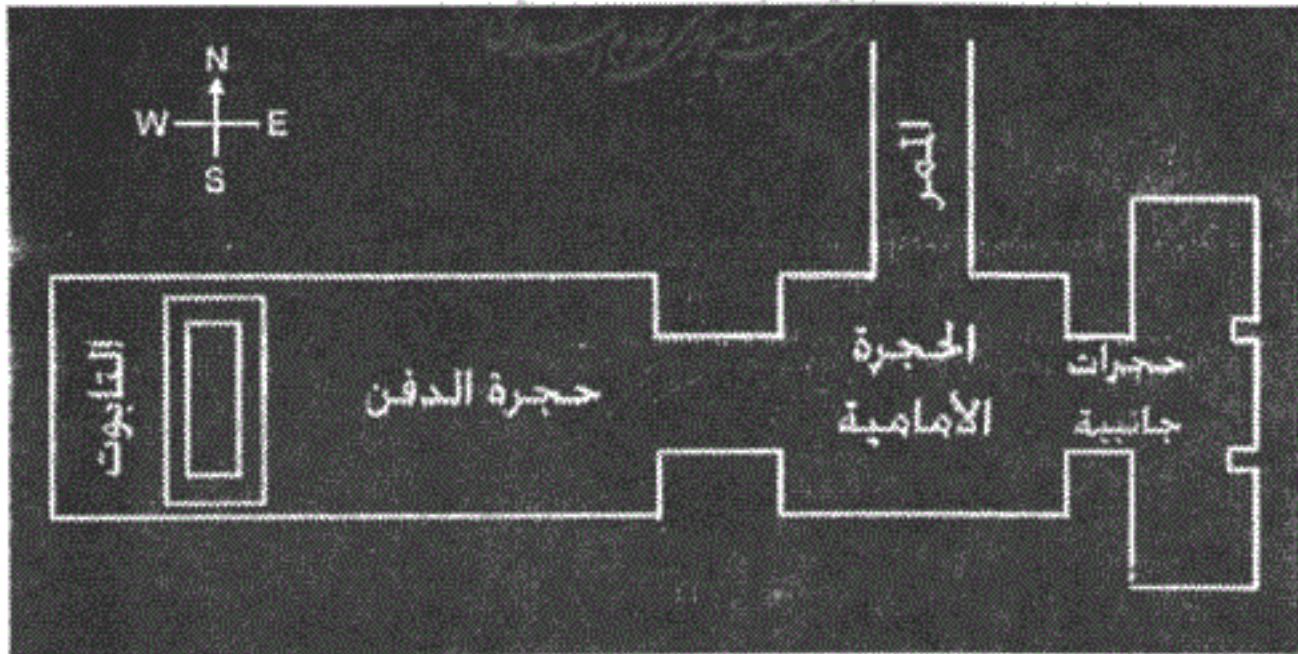 N
W E
S
الممر
الحجرة
الأمامية
حجرات
جانبية
حجرة الدفن
التابوت